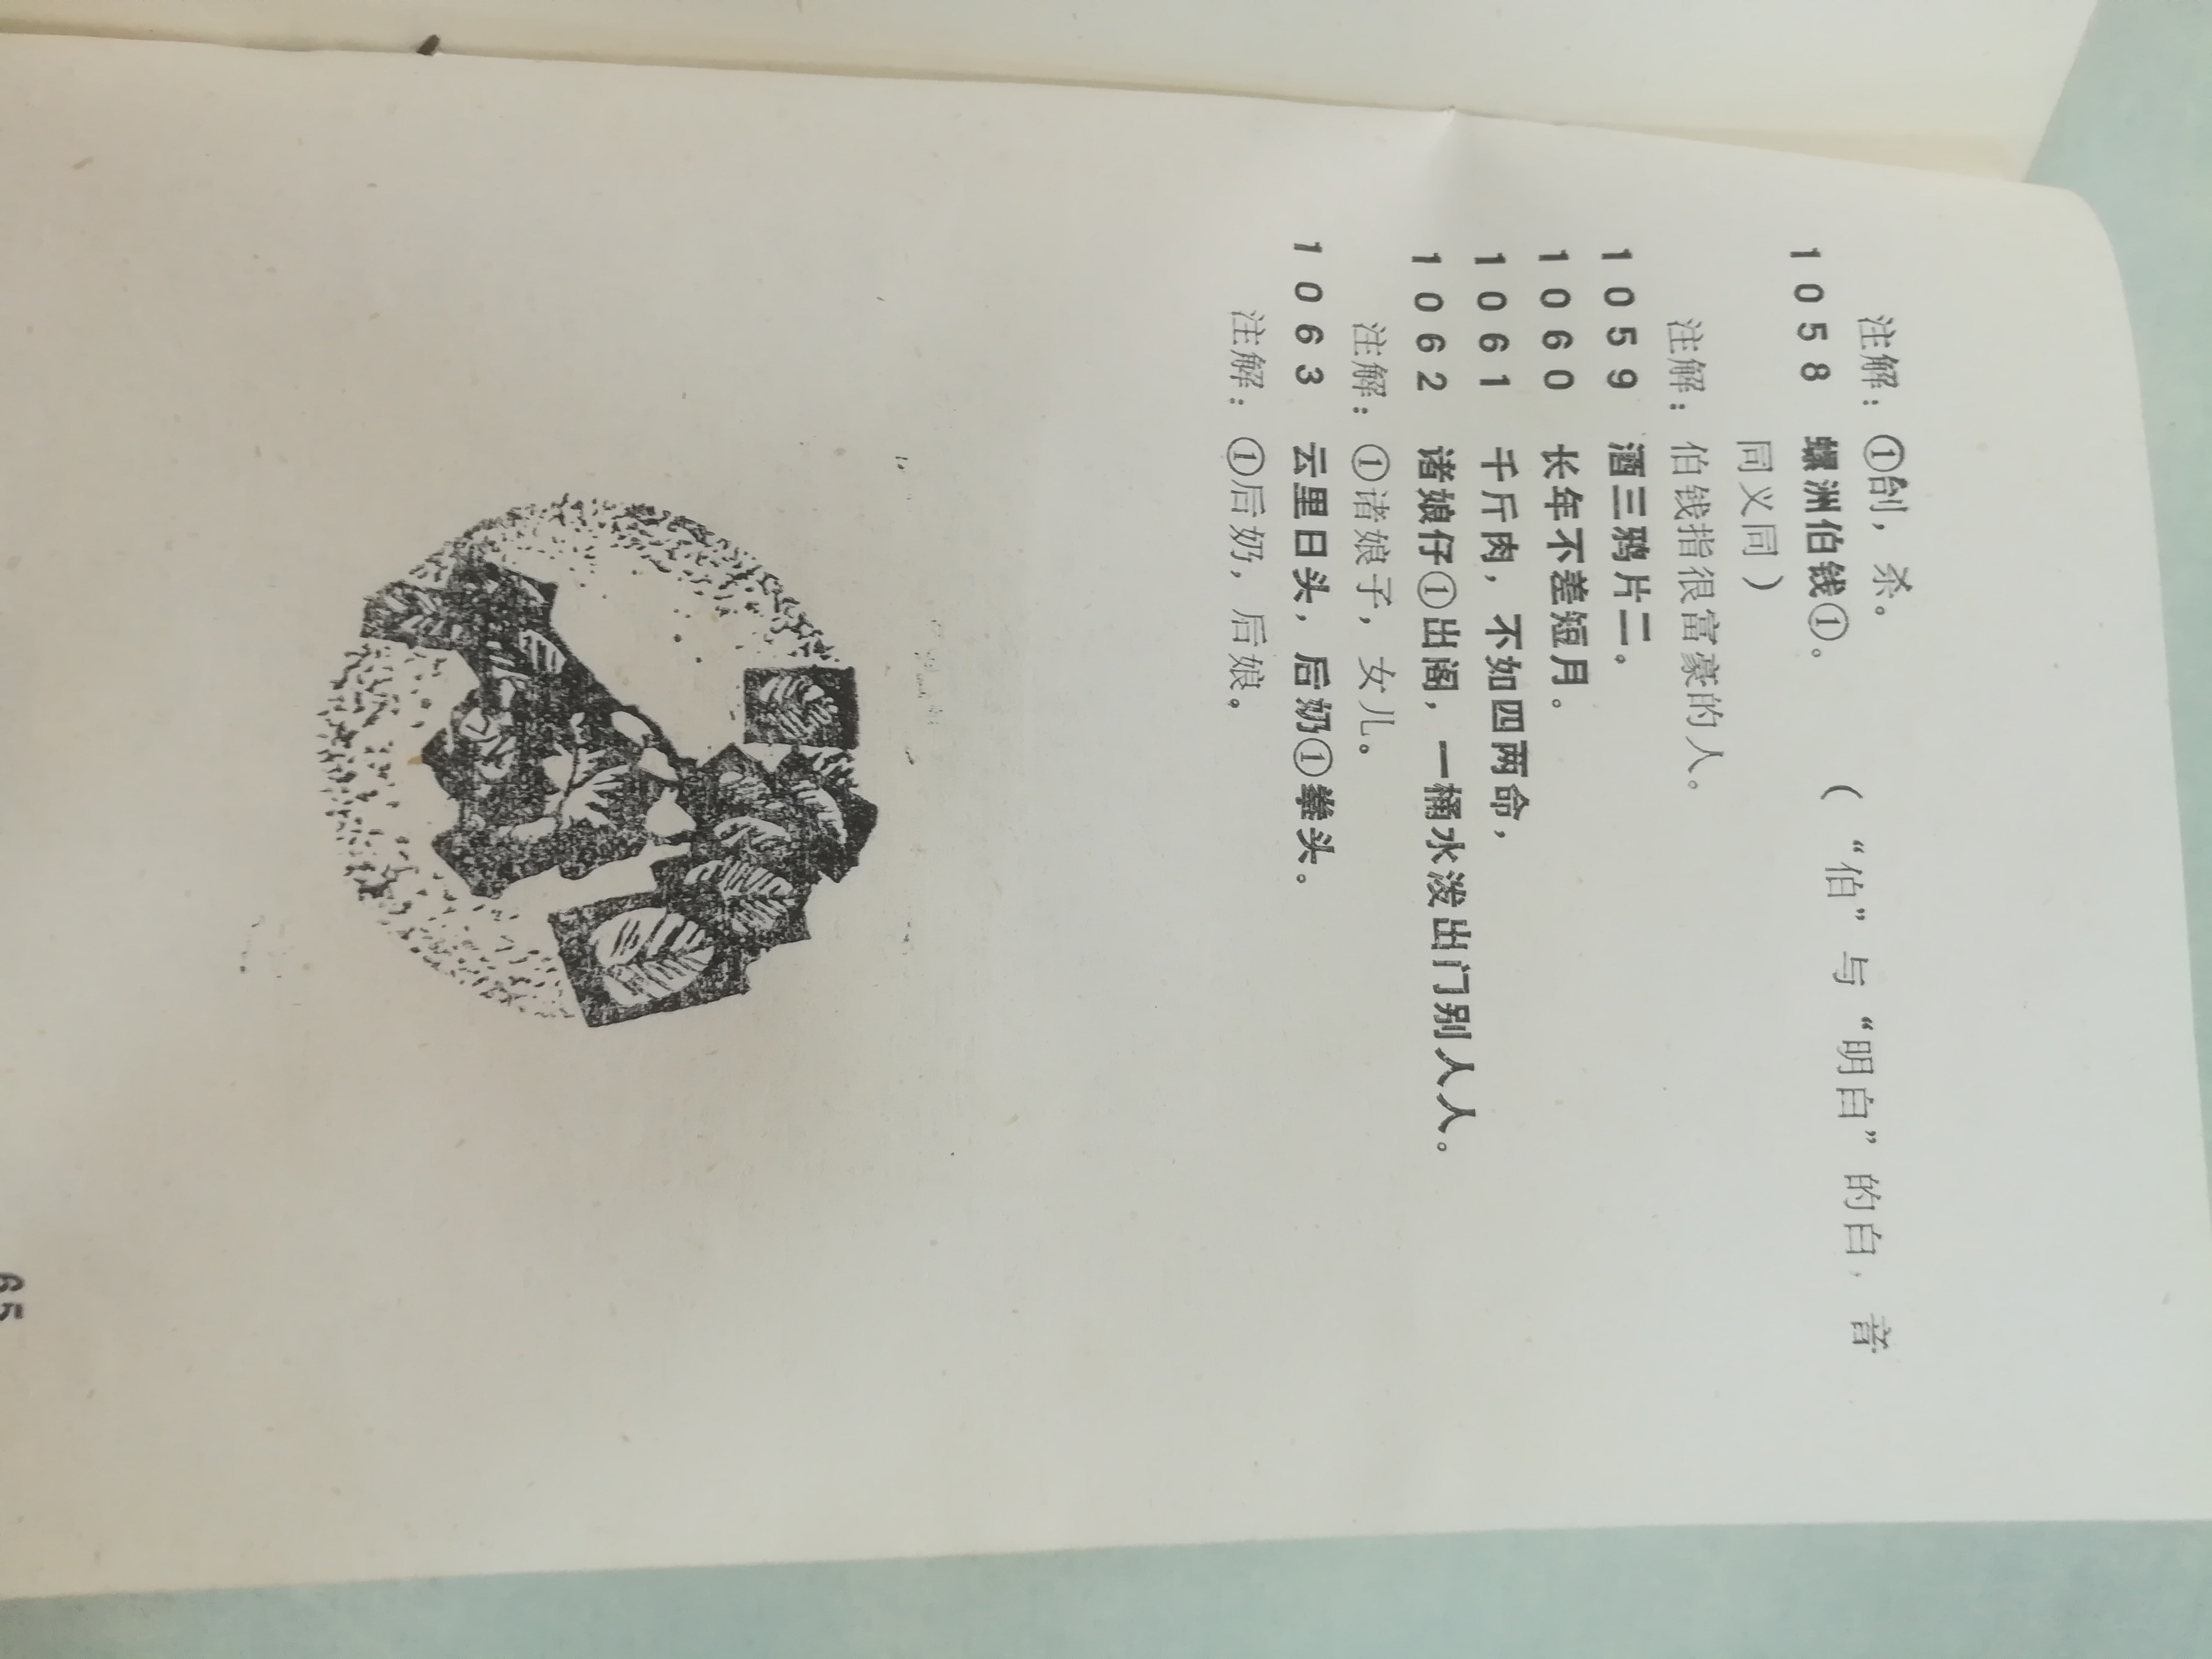 注解：①刣，杀。
1058 螺洲伯钱①。 （“伯”与“明白”的白，音
同义同）
注解：伯钱指很富豪的人。
1059 酒三鸦片二。
1060 长年不差短月。
1061 千斤肉，不如四两命，
1062 诸娘仔①出阁，一桶水泼出门别人人。
注解：①诸娘子，女儿。
1063 云里日头，后奶①拳头。
注解：①后奶，后娘。
65